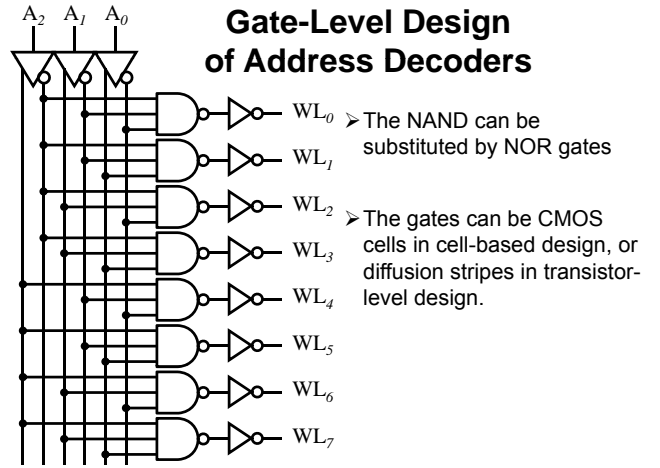 A2 A1 A0
Gate-Level Design
of Address Decoders
WL0
WL1
WL2
WL3
WL4
WL5
WL6
WL7
➢The NAND can be
substituted by NOR gates
➢The gates can be CMOS
cells in cell-based design, or
diffusion stripes in transistor-
level design.